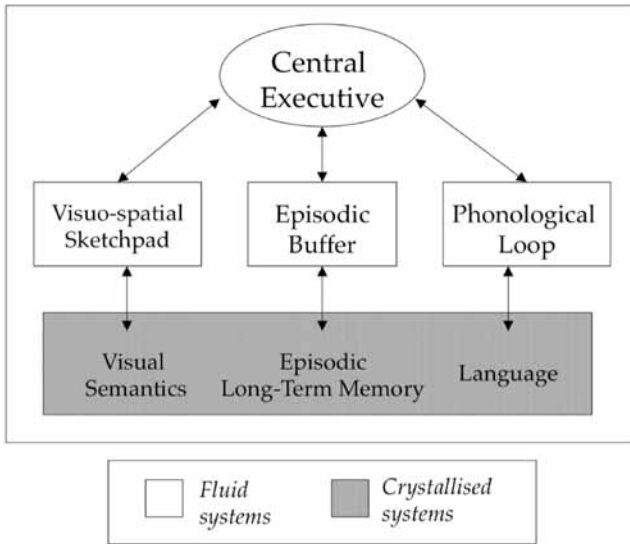 Central
Executive
Visuo-spatial
Sketchpad
Episodic
Buffer
Phonological
Loop
Visual
Semantics
Episodic
Long-Term Memory
Language
Fluid
systems
Crystallised
systems